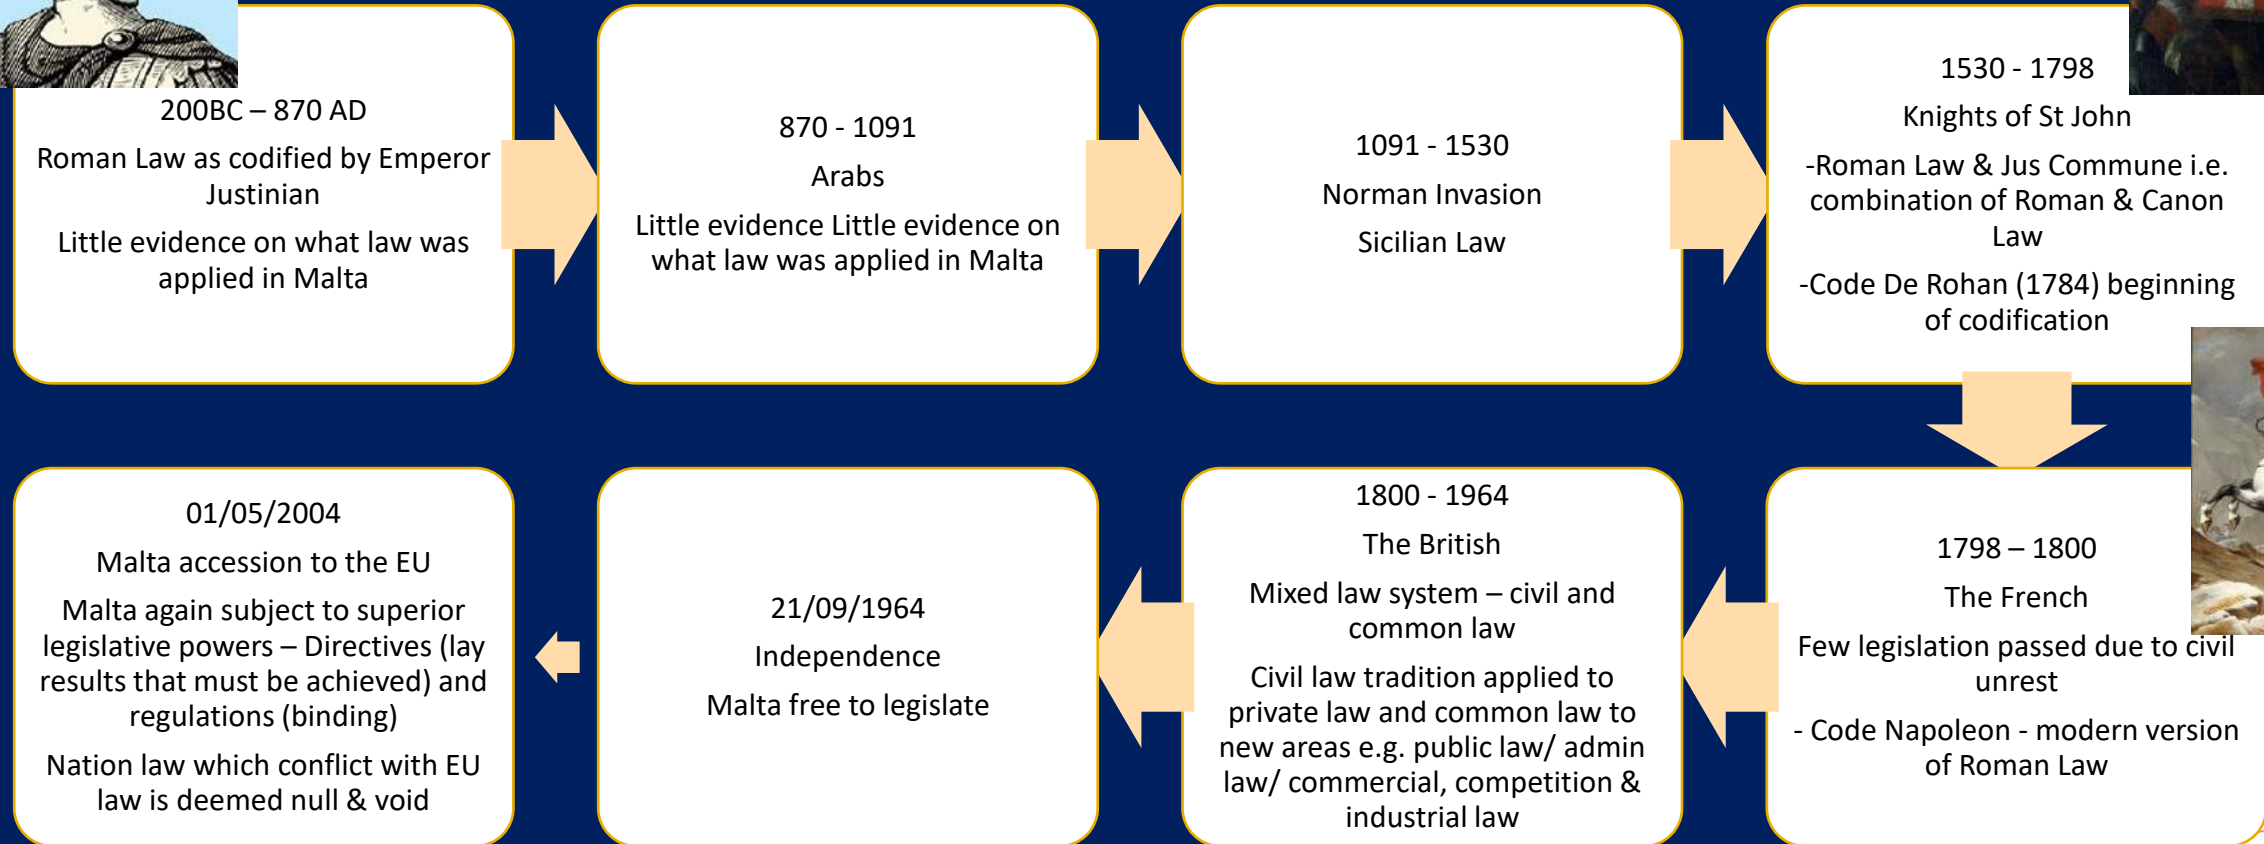 200BC – 870 AD
Roman Law as codified by Emperor
Justinian
Little evidence on what law was
applied in Malta
870 - 1091
Arabs
Little evidence Little evidence on
what law was applied in Malta
1091 - 1530
Norman Invasion
Sicilian Law
1530 - 1798
Knights of St John
-Roman Law & Jus Commune i.e.
combination of Roman & Canon
Law
-Code De Rohan (1784) beginning
of codification
1798 – 1800
The French
Few legislation passed due to civil
unrest
- Code Napoleon - modern version
of Roman Law
1800 - 1964
The British
Mixed law system – civil and
common law
Civil law tradition applied to
private law and common law to
new areas e.g. public law/ admin
law/ commercial, competition &
industrial law
21/09/1964
Independence
Malta free to legislate
01/05/2004
Malta accession to the EU
Malta again subject to superior
legislative powers – Directives (lay
results that must be achieved) and
regulations (binding)
Nation law which conflict with EU
law is deemed null & void